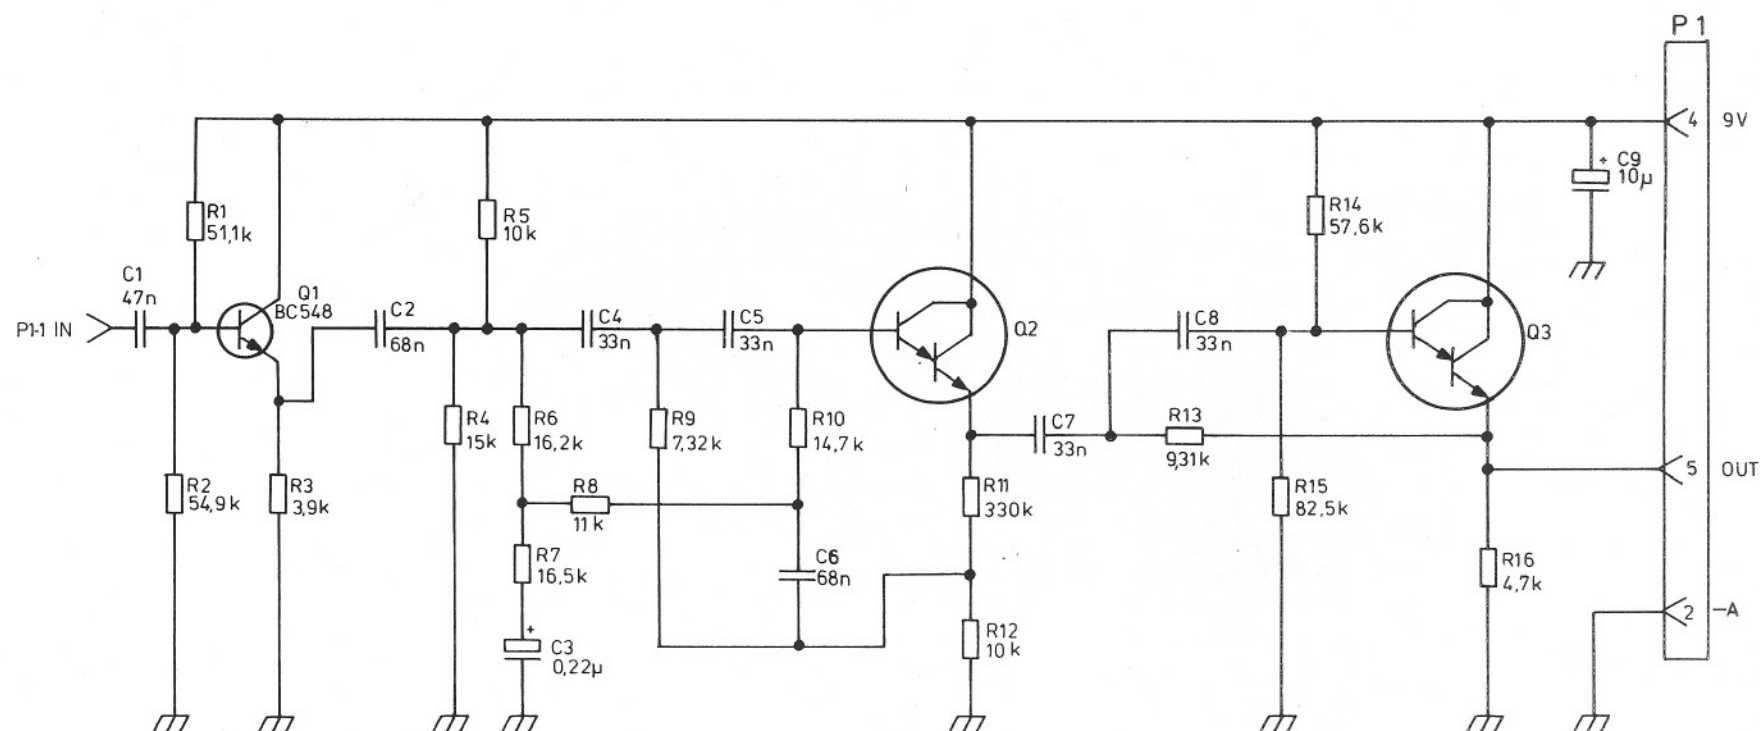 P1
4 9V
C9
+
10µ
R1
51,1k
R5
10k
R14
57,6k
C1
47n
Q1
BC548
C2
68n
C4
33n
C5
33n
Q2
C8
33n
Q3
P1-1 IN
R4
15k
R6
16,2k
R9
7,32k
R10
14,7k
C7
33n
R13
9,31k
R2
54,9k
R3
3,9k
R8
11k
R11
330k
R15
82,5k
5 OUT
R7
16,5k
C6
68n
R16
4,7k
+
C3
0,22µ
R12
10k
2 -A